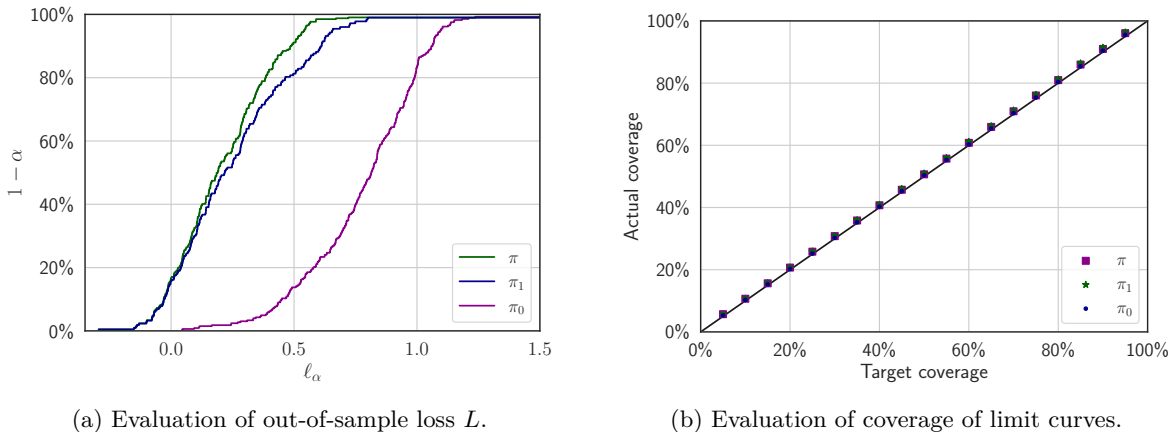 100%
80%
60%
40%
20%
0%
1 − α
0.0 0.5 1.0 1.5
ℓα
π
π1
π0
(a) Evaluation of out-of-sample loss L.
100%
80%
60%
40%
20%
0%
Actual coverage
0% 20% 40% 60% 80% 100%
Target coverage
π
π1
π0
(b) Evaluation of coverage of limit curves.